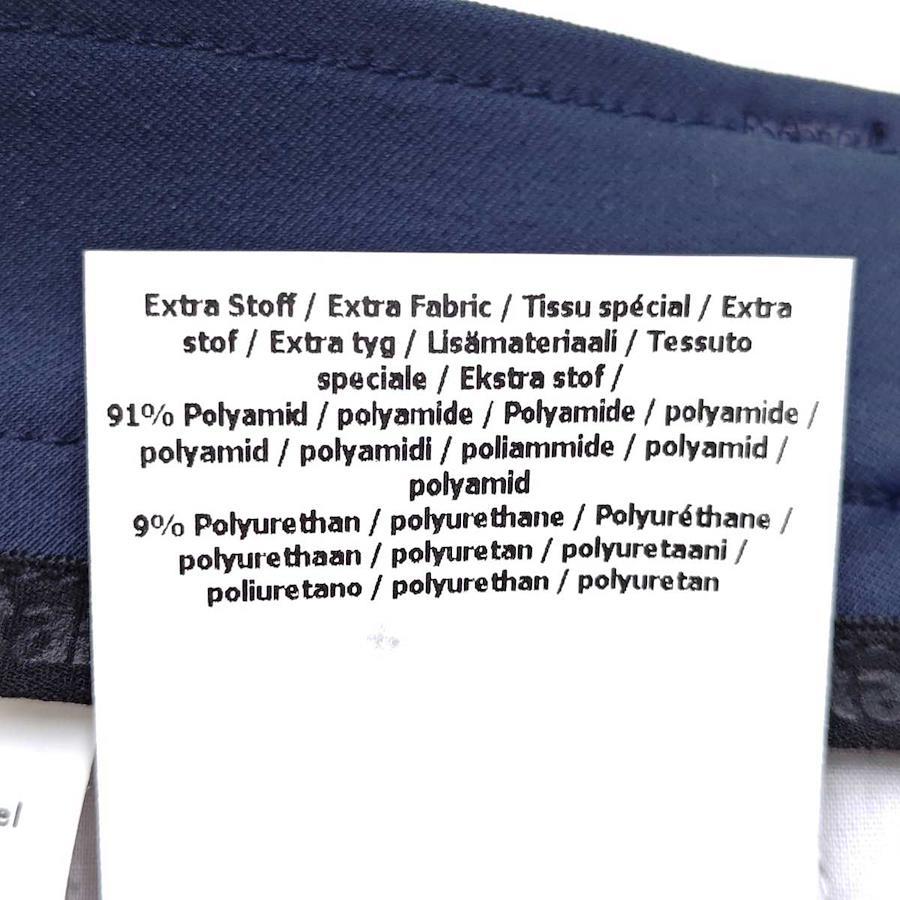 Extra Stoff / Extra Fabric / Tissu spécial / Extra
stof / Extra tyg / Lisämateriaali / Tessuto
speciale / Ekstra stof /
91% Polyamid / polyamide / Polyamide / polyamide /
polyamid / polyamidi / poliammide / polyamid /
polyamid
9% Polyurethan / polyurethane / Polyuréthane /
polyurethaan / polyuretan / polyuretaani /
poliuretano / polyurethan / polyuretan